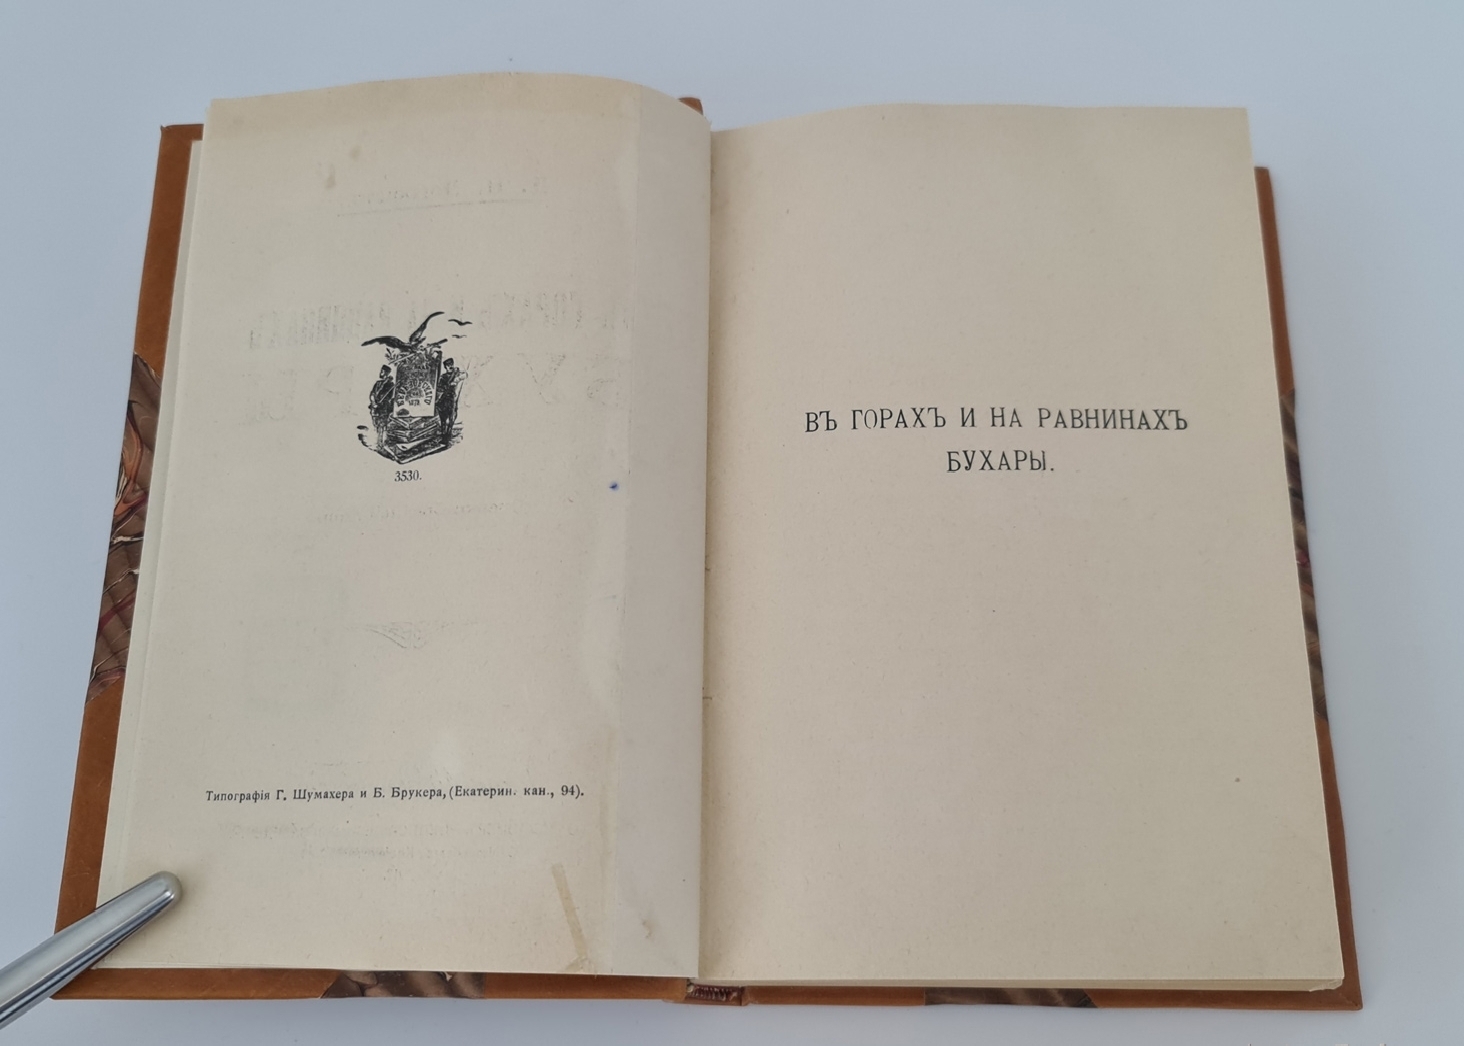 3530.
Типографія Г. Шумахера и Б. Брукера, (Екатерин. кан., 94).
ВЪ ГОРАХЪ И НА РАВНИНАХЪ
БУХАРЫ.